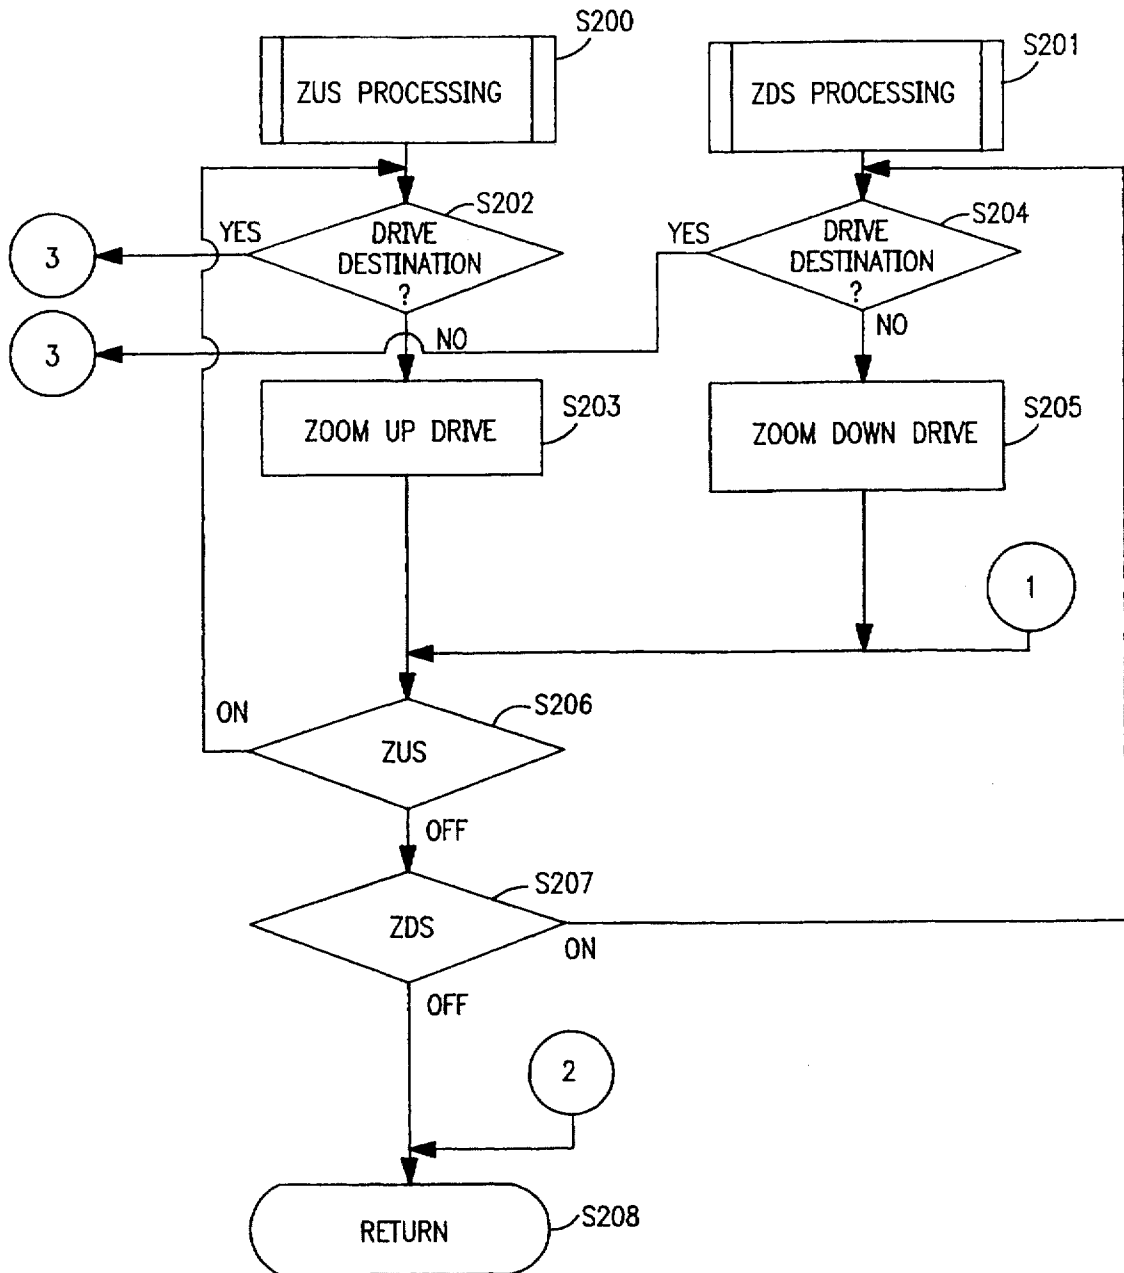 S200
ZUS PROCESSING
S201
ZDS PROCESSING
S202
YES
DRIVE
DESTINATION
?
3
S204
YES
DRIVE
DESTINATION
?
3
NO
NO
ZOOM UP DRIVE
S203
ZOOM DOWN DRIVE
S205
1
ON
S206
ZUS
OFF
S207
ZDS
ON
OFF
2
RETURN
S208